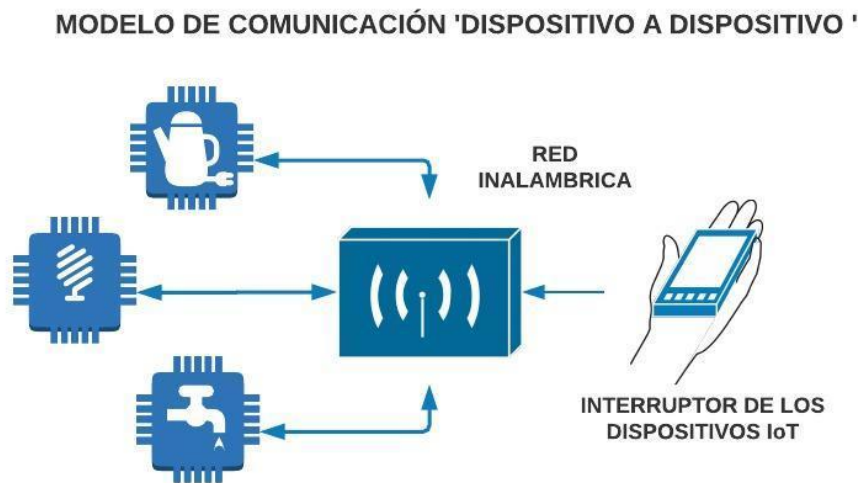 MODELO DE COMUNICACIÓN 'DISPOSITIVO A DISPOSITIVO '
RED
INALAMBRICA
INTERRUPTOR DE LOS
DISPOSITIVOS IoT